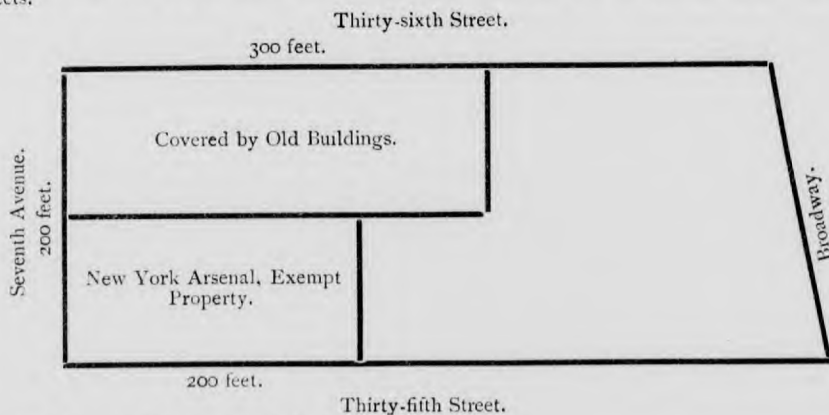 Thirty-sixth Street.
300 feet.
Covered by Old Buildings.
Seventh Avenue.
200 feet.
Broadway.
New York Arsenal, Exempt
Property.
200 feet.
Thirty-fifth Street.